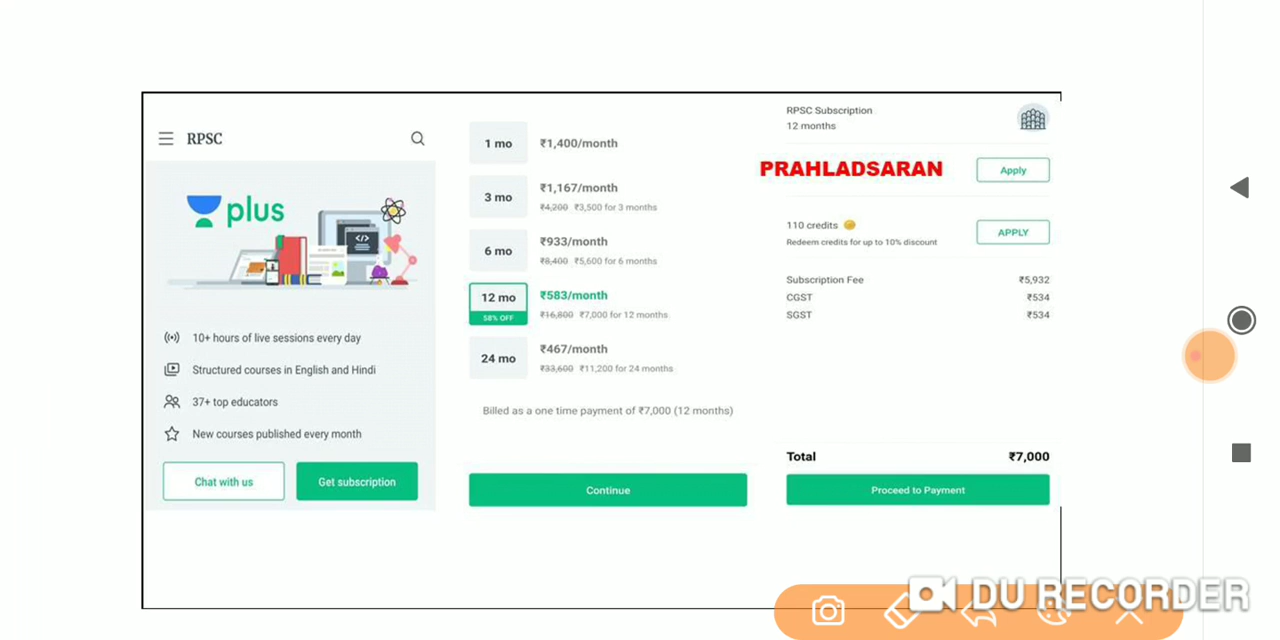 RPSC
plus
10+ hours of live sessions every day
Structured courses in English and Hindi
37+ top educators
New courses published every month
Chat with us
Get subscription
1 mo
₹1,400/month
3 mo
₹1,167/month
₹4,200 ₹3,500 for 3 months
6 mo
₹933/month
₹8,400 ₹5,600 for 6 months
12 mo
58% OFF
₹583/month
₹16,800 ₹7,000 for 12 months
24 mo
₹467/month
₹33,600 ₹11,200 for 24 months
Billed as a one time payment of ₹7,000 (12 months)
Continue
RPSC Subscription
12 months
PRAHLADSARAN
Apply
110 credits
Redeem credits for up to 10% discount
APPLY
Subscription Fee ₹5,932
CGST ₹534
SGST ₹534
Total ₹7,000
Proceed to Payment
DU RECORDER